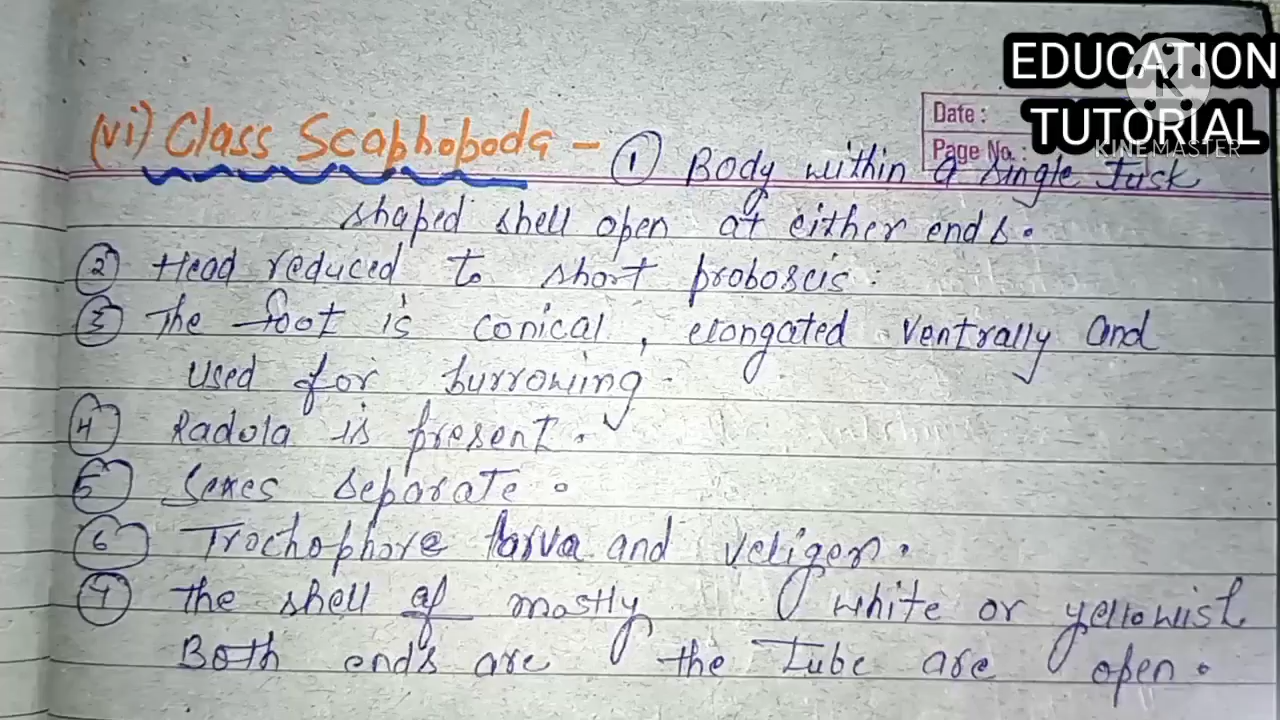 EDUCATION
TUTORIAL
KINEMASTER
Date :
Page No. :
(vi) Class Scaphopoda - ① Body within a single tusk
shaped shell open at either ends.
② Head reduced to short proboscis.
③ The foot is conical, elongated ventrally and
used for burrowing.
④ Radola is present.
⑤ Sexes separate.
⑥ Trochophore larva and veliger.
⑦ the shell of mostly white or yellowish
Both ends are the tube are open.